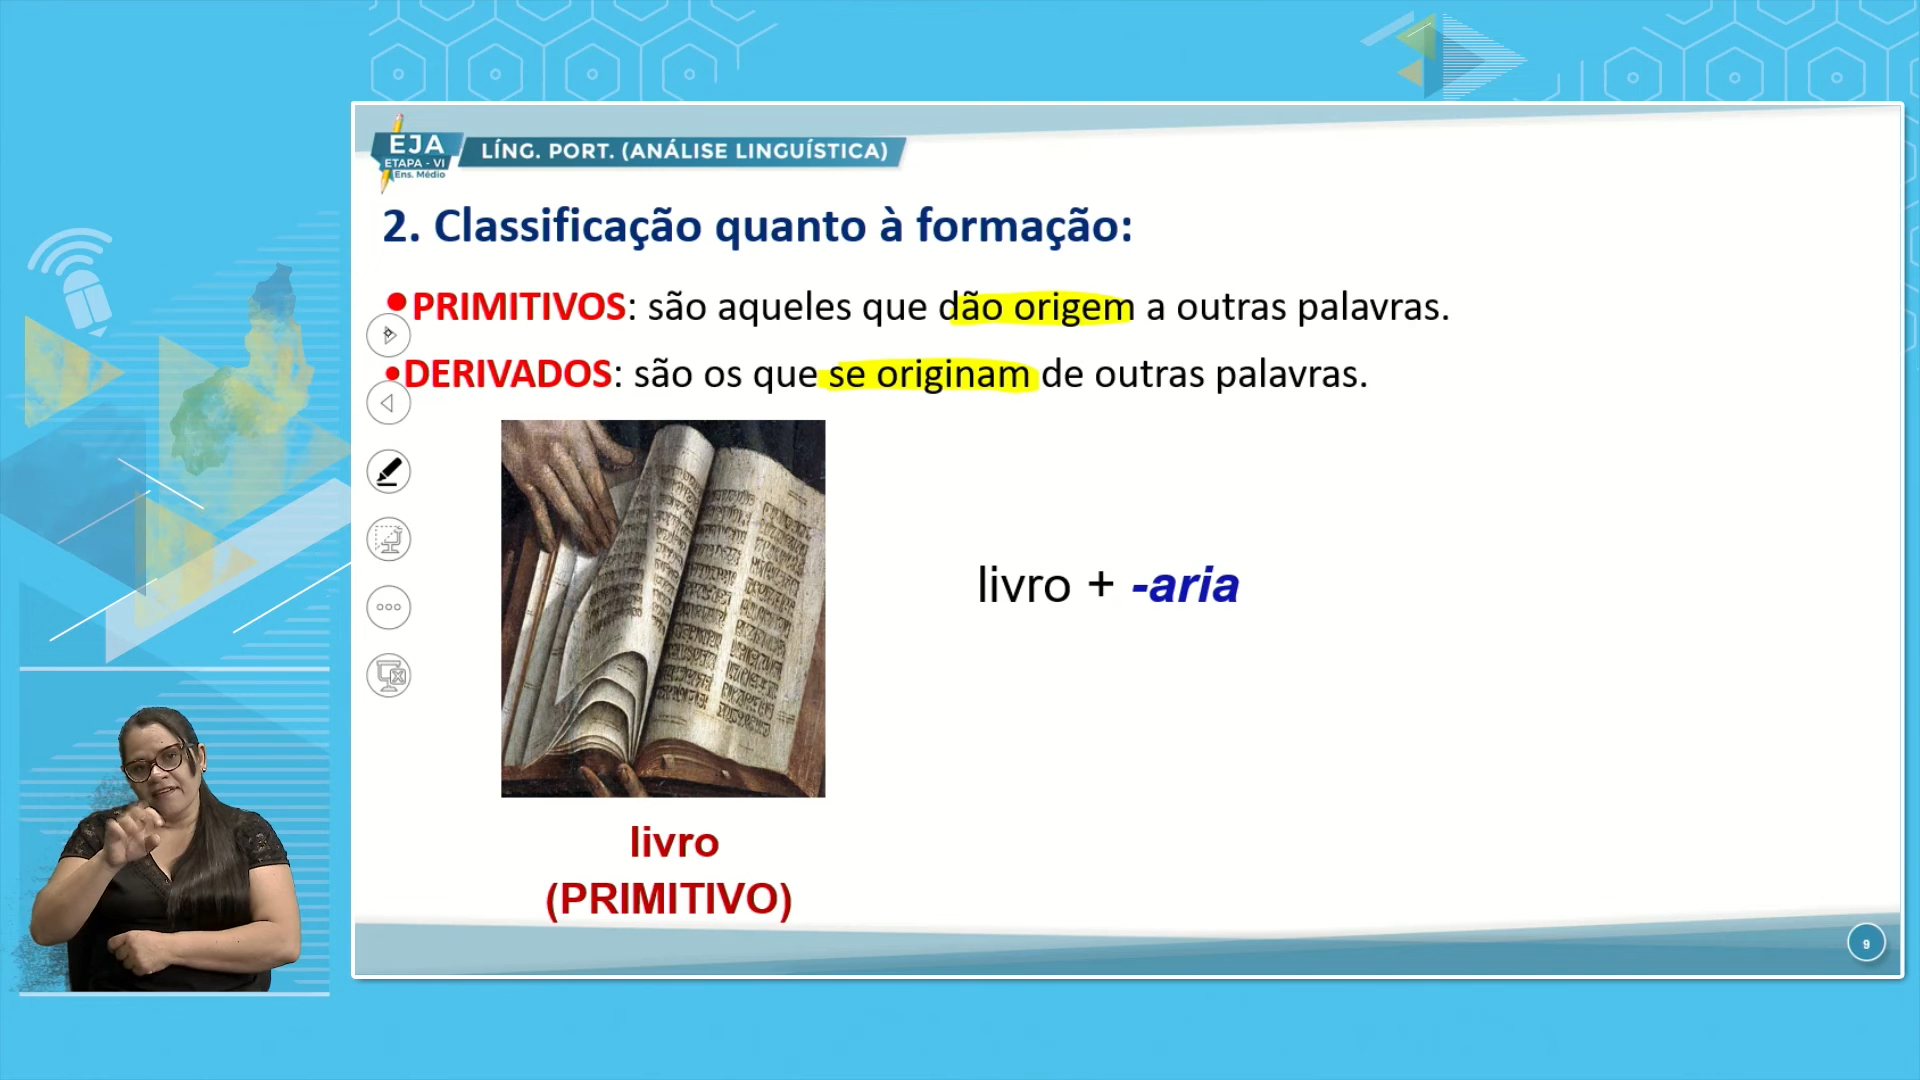 EJA
ETAPA - VI
Ens. Médio
LÍNG. PORT. (ANÁLISE LINGUÍSTICA)
2. Classificação quanto à formação:
•PRIMITIVOS: são aqueles que dão origem a outras palavras.
•DERIVADOS: são os que se originam de outras palavras.
livro + -aria
livro
(PRIMITIVO)
9